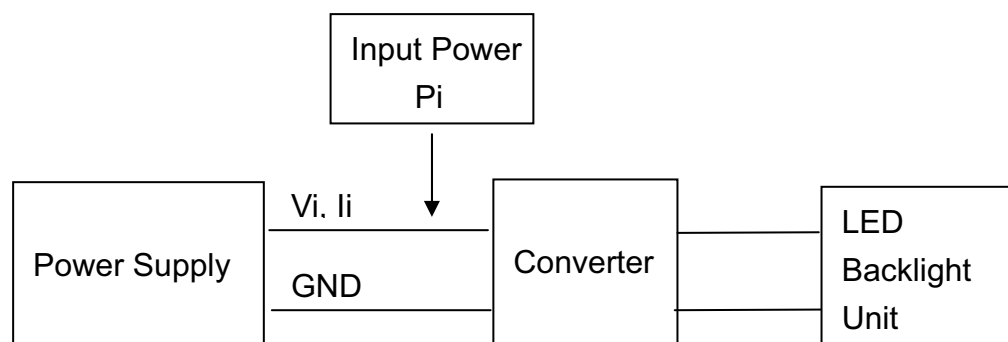 Input Power
Pi
Vi, Ii
Power Supply
GND
Converter
LED
Backlight
Unit